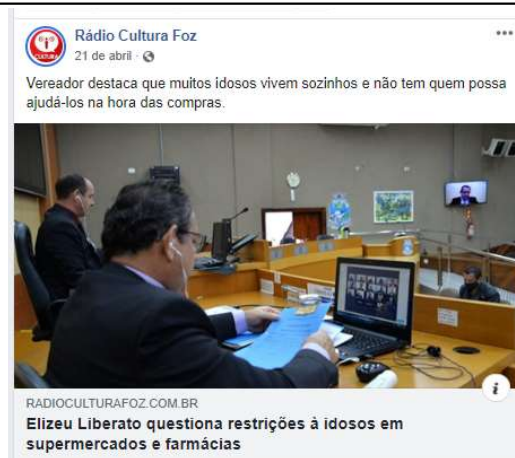 Rádio Cultura Foz
21 de abril
CULTURA
Vereador destaca que muitos idosos vivem sozinhos e não tem quem possa
ajudá-los na hora das compras.
RADIOCULTURAFOZ.COM.BR
Elizeu Liberato questiona restrições à idosos em
supermercados e farmácias